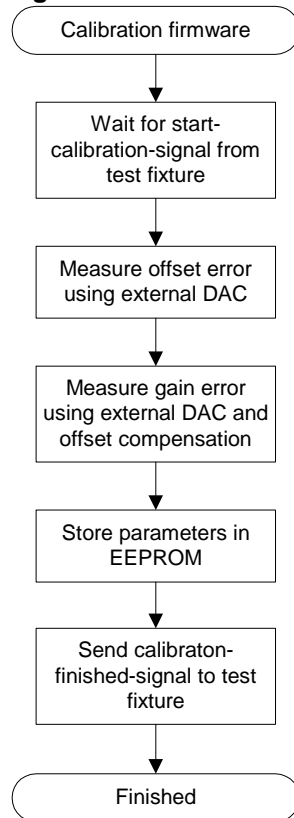 Calibration firmware
Wait for start-
calibration-signal from
test fixture
Measure offset error
using external DAC
Measure gain error
using external DAC and
offset compensation
Store parameters in
EEPROM
Send calibraton-
finished-signal to test
fixture
Finished